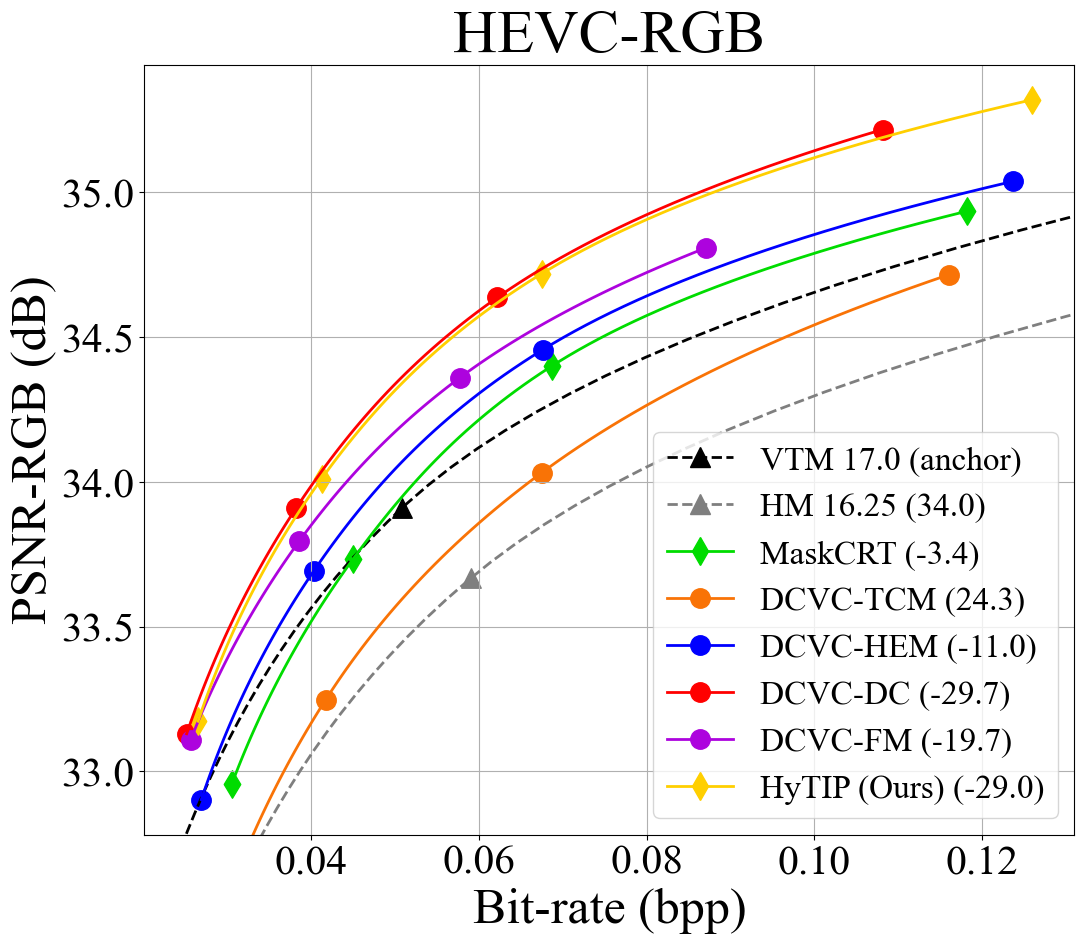 HEVC-RGB
PSNR-RGB (dB)
35.0
34.5
34.0
33.5
33.0
0.04
0.06
0.08
0.10
0.12
Bit-rate (bpp)
VTM 17.0 (anchor)
HM 16.25 (34.0)
MaskCRT (-3.4)
DCVC-TCM (24.3)
DCVC-HEM (-11.0)
DCVC-DC (-29.7)
DCVC-FM (-19.7)
HyTIP (Ours) (-29.0)